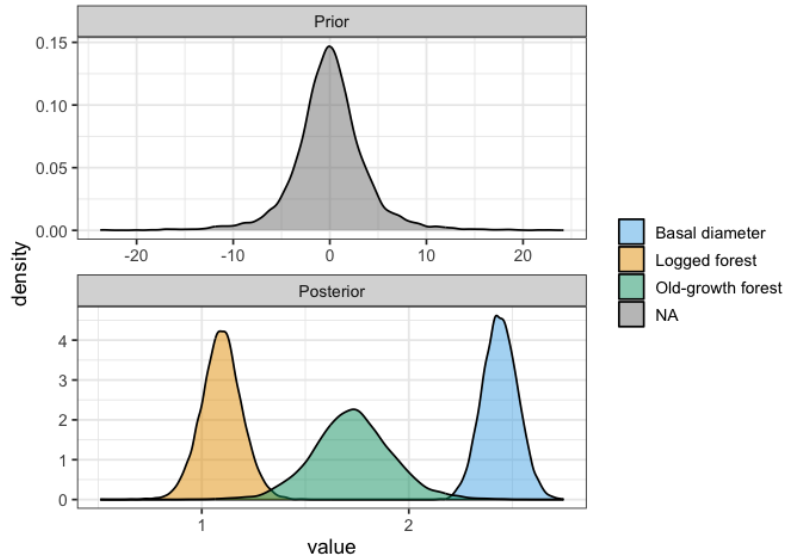 Prior
0.15
0.10
0.05
0.00
-20 -10 0 10 20
density
Posterior
4
3
2
1
0
1 2
value
Basal diameter
Logged forest
Old-growth forest
NA